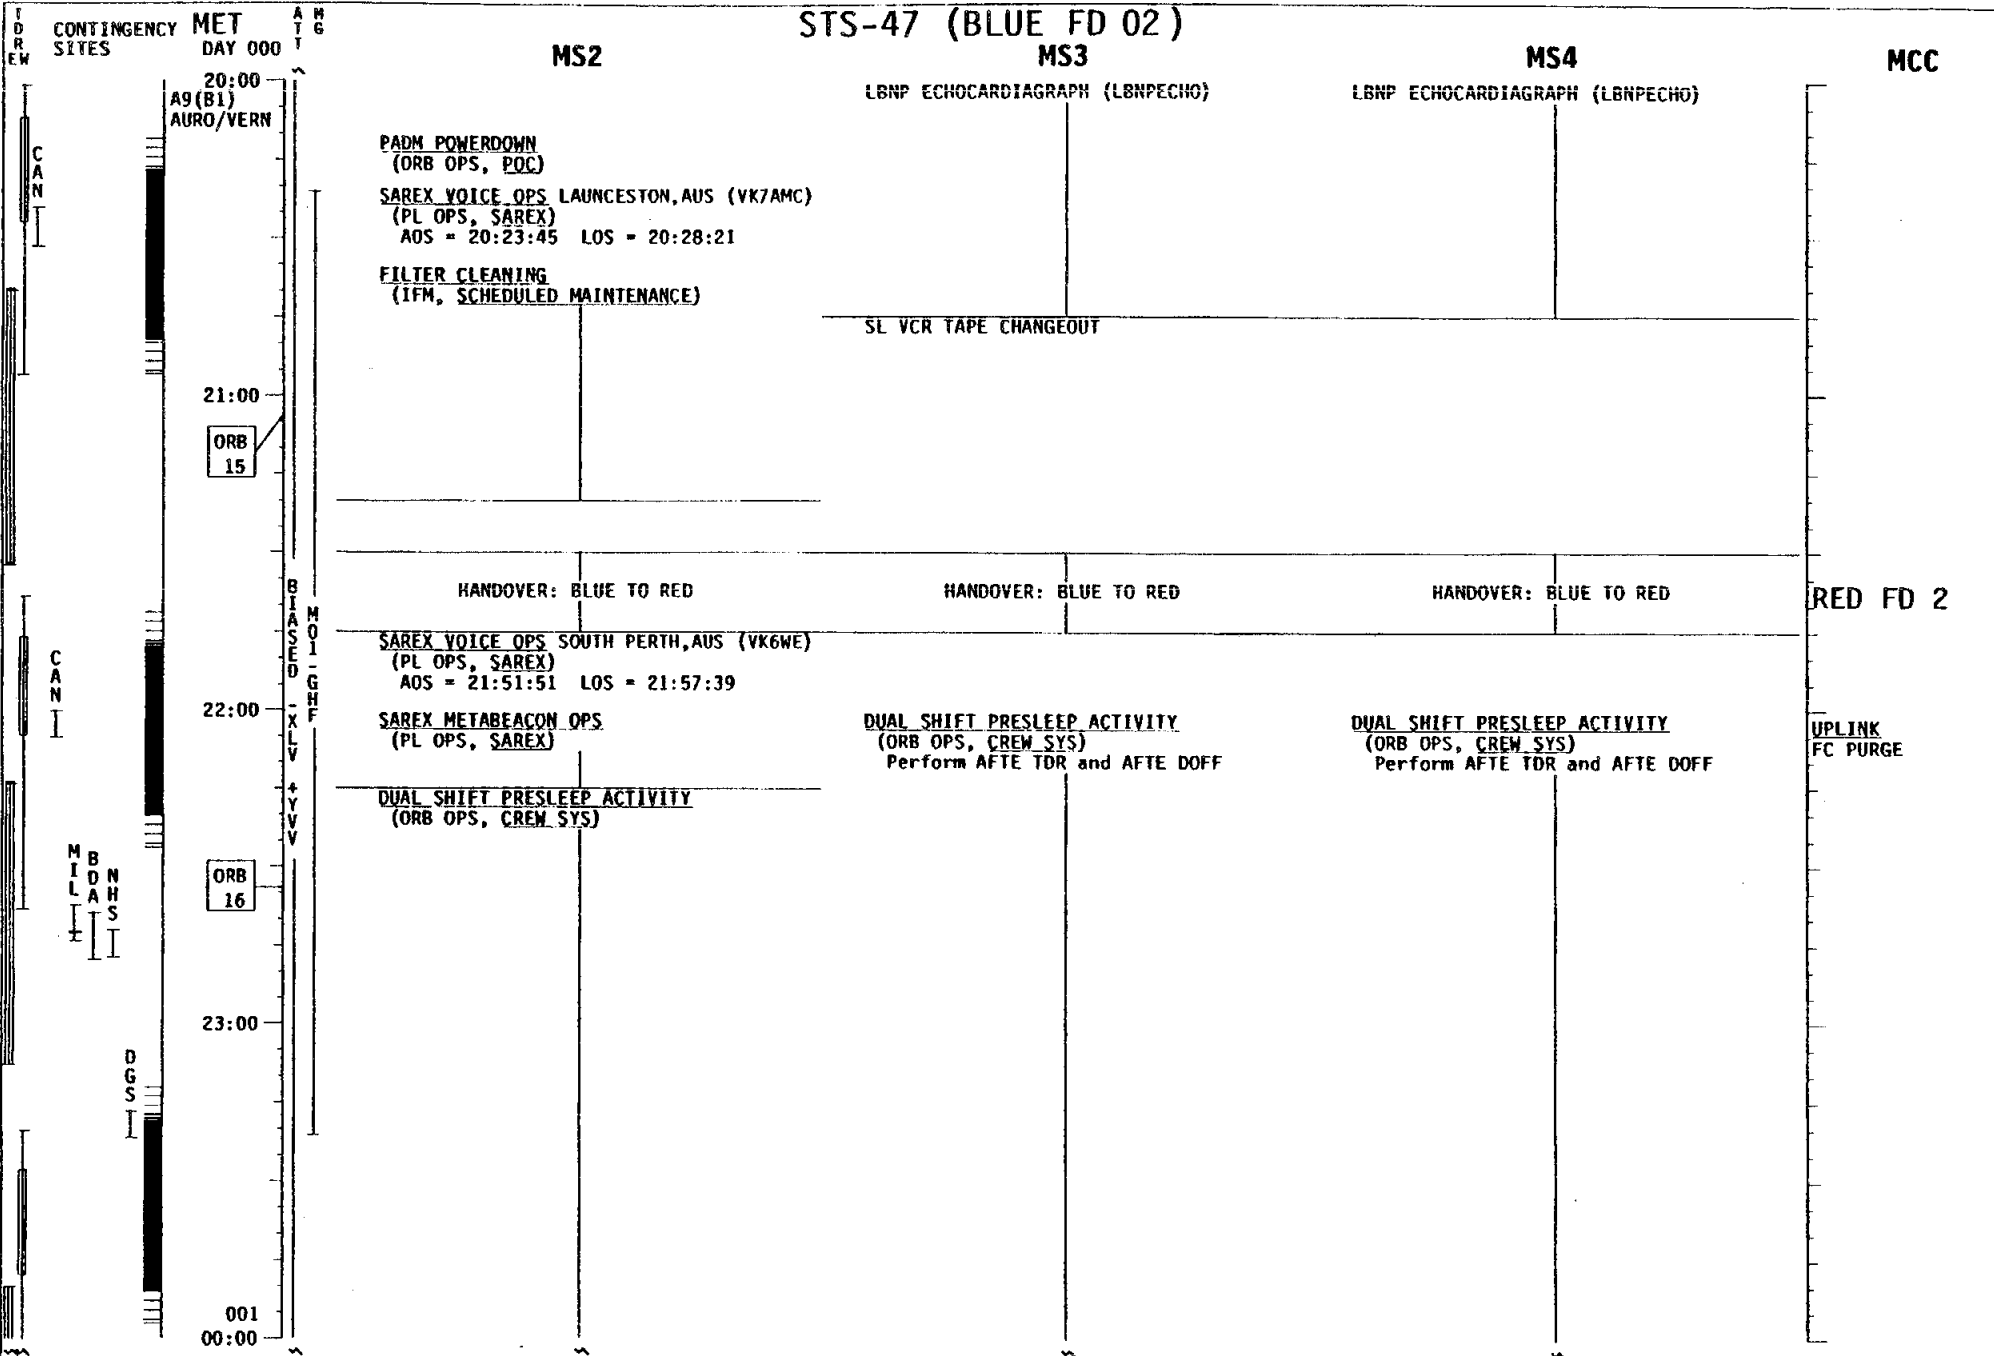 STS-47 (BLUE FD 02)
TDRE EW
CONTINGENCY SITES
MET
DAY 000
ATT
MG
MS2
MS3
MS4
MCC
20:00
A9(B1)
AURO/VERN
CAN
LBNP ECHOCARDIAGRAPH (LBNPECHO)
LBNP ECHOCARDIAGRAPH (LBNPECHO)
PADM POWERDOWN
(ORB OPS, POC)
SAREX VOICE OPS LAUNCESTON,AUS (VK7AMC)
(PL OPS, SAREX)
AOS = 20:23:45 LOS = 20:28:21
FILTER CLEANING
(IFM, SCHEDULED MAINTENANCE)
SL VCR TAPE CHANGEOUT
21:00
ORB
15
BIASED -XLV +YVV
M01-GHF
HANDOVER: BLUE TO RED
HANDOVER: BLUE TO RED
HANDOVER: BLUE TO RED
RED FD 2
CAN
SAREX VOICE OPS SOUTH PERTH,AUS (VK6WE)
(PL OPS, SAREX)
AOS = 21:51:51 LOS = 21:57:39
22:00
SAREX METABEACON OPS
(PL OPS, SAREX)
DUAL SHIFT PRESLEEP ACTIVITY
(ORB OPS, CREW SYS)
Perform AFTE TDR and AFTE DOFF
DUAL SHIFT PRESLEEP ACTIVITY
(ORB OPS, CREW SYS)
Perform AFTE TDR and AFTE DOFF
UPLINK
FC PURGE
DUAL SHIFT PRESLEEP ACTIVITY
(ORB OPS, CREW SYS)
MIL
BDA
NHS
ORB
16
23:00
DGS
001
00:00